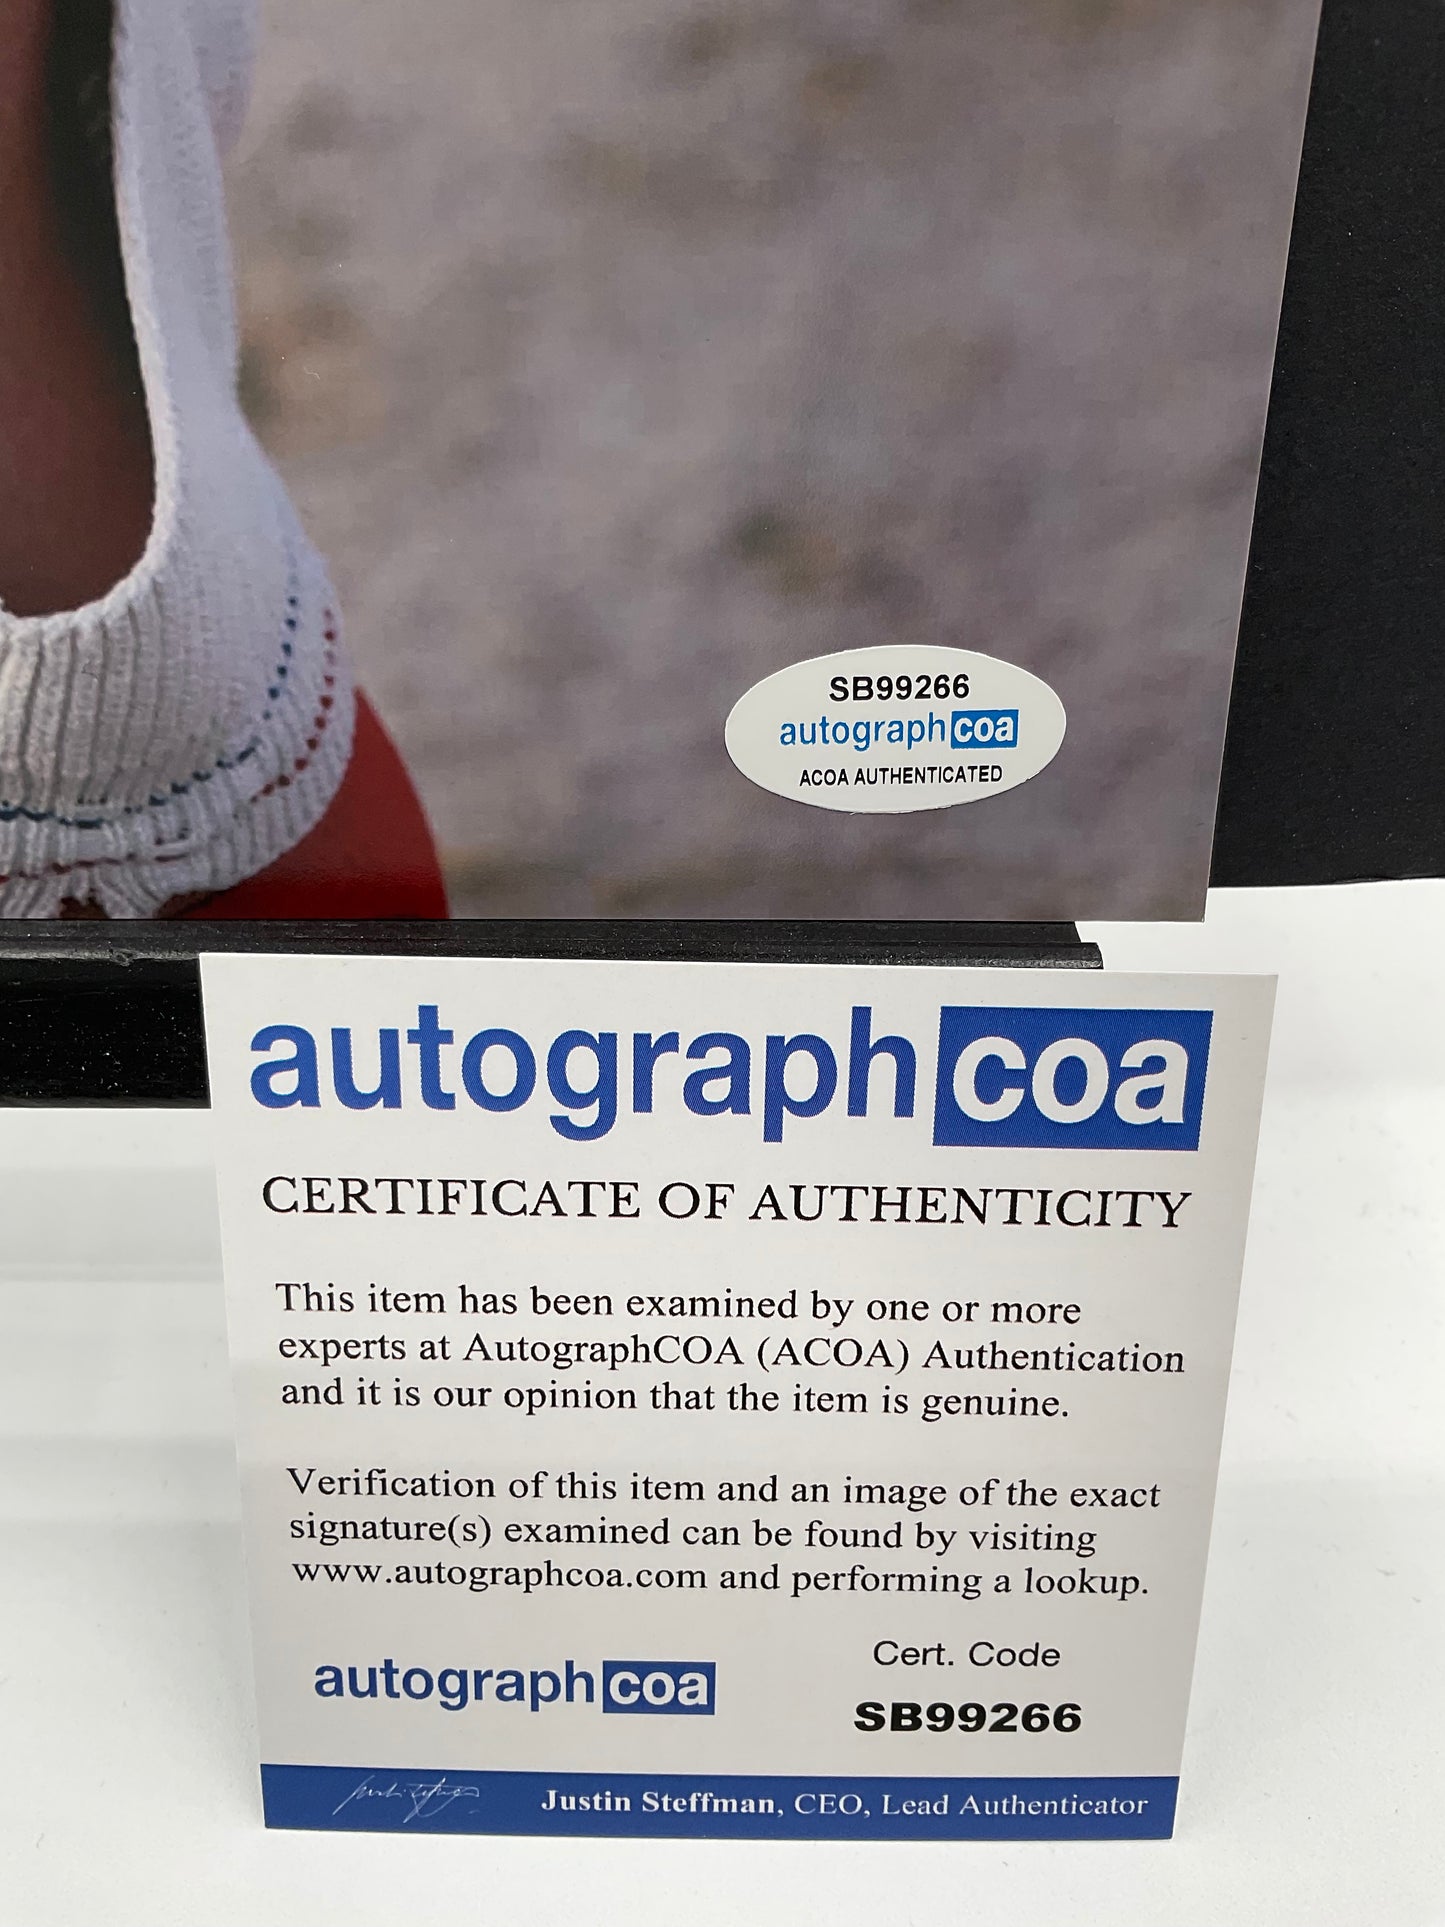 SB99266
autographcoa
ACOA AUTHENTICATED
autographcoa
CERTIFICATE OF AUTHENTICITY
This item has been examined by one or more
experts at AutographCOA (ACOA) Authentication
and it is our opinion that the item is genuine.
Verification of this item and an image of the exact
signature(s) examined can be found by visiting
www.autographcoa.com and performing a lookup.
Cert. Code
autographcoa
SB99266
Justin Steffman, CEO, Lead Authenticator